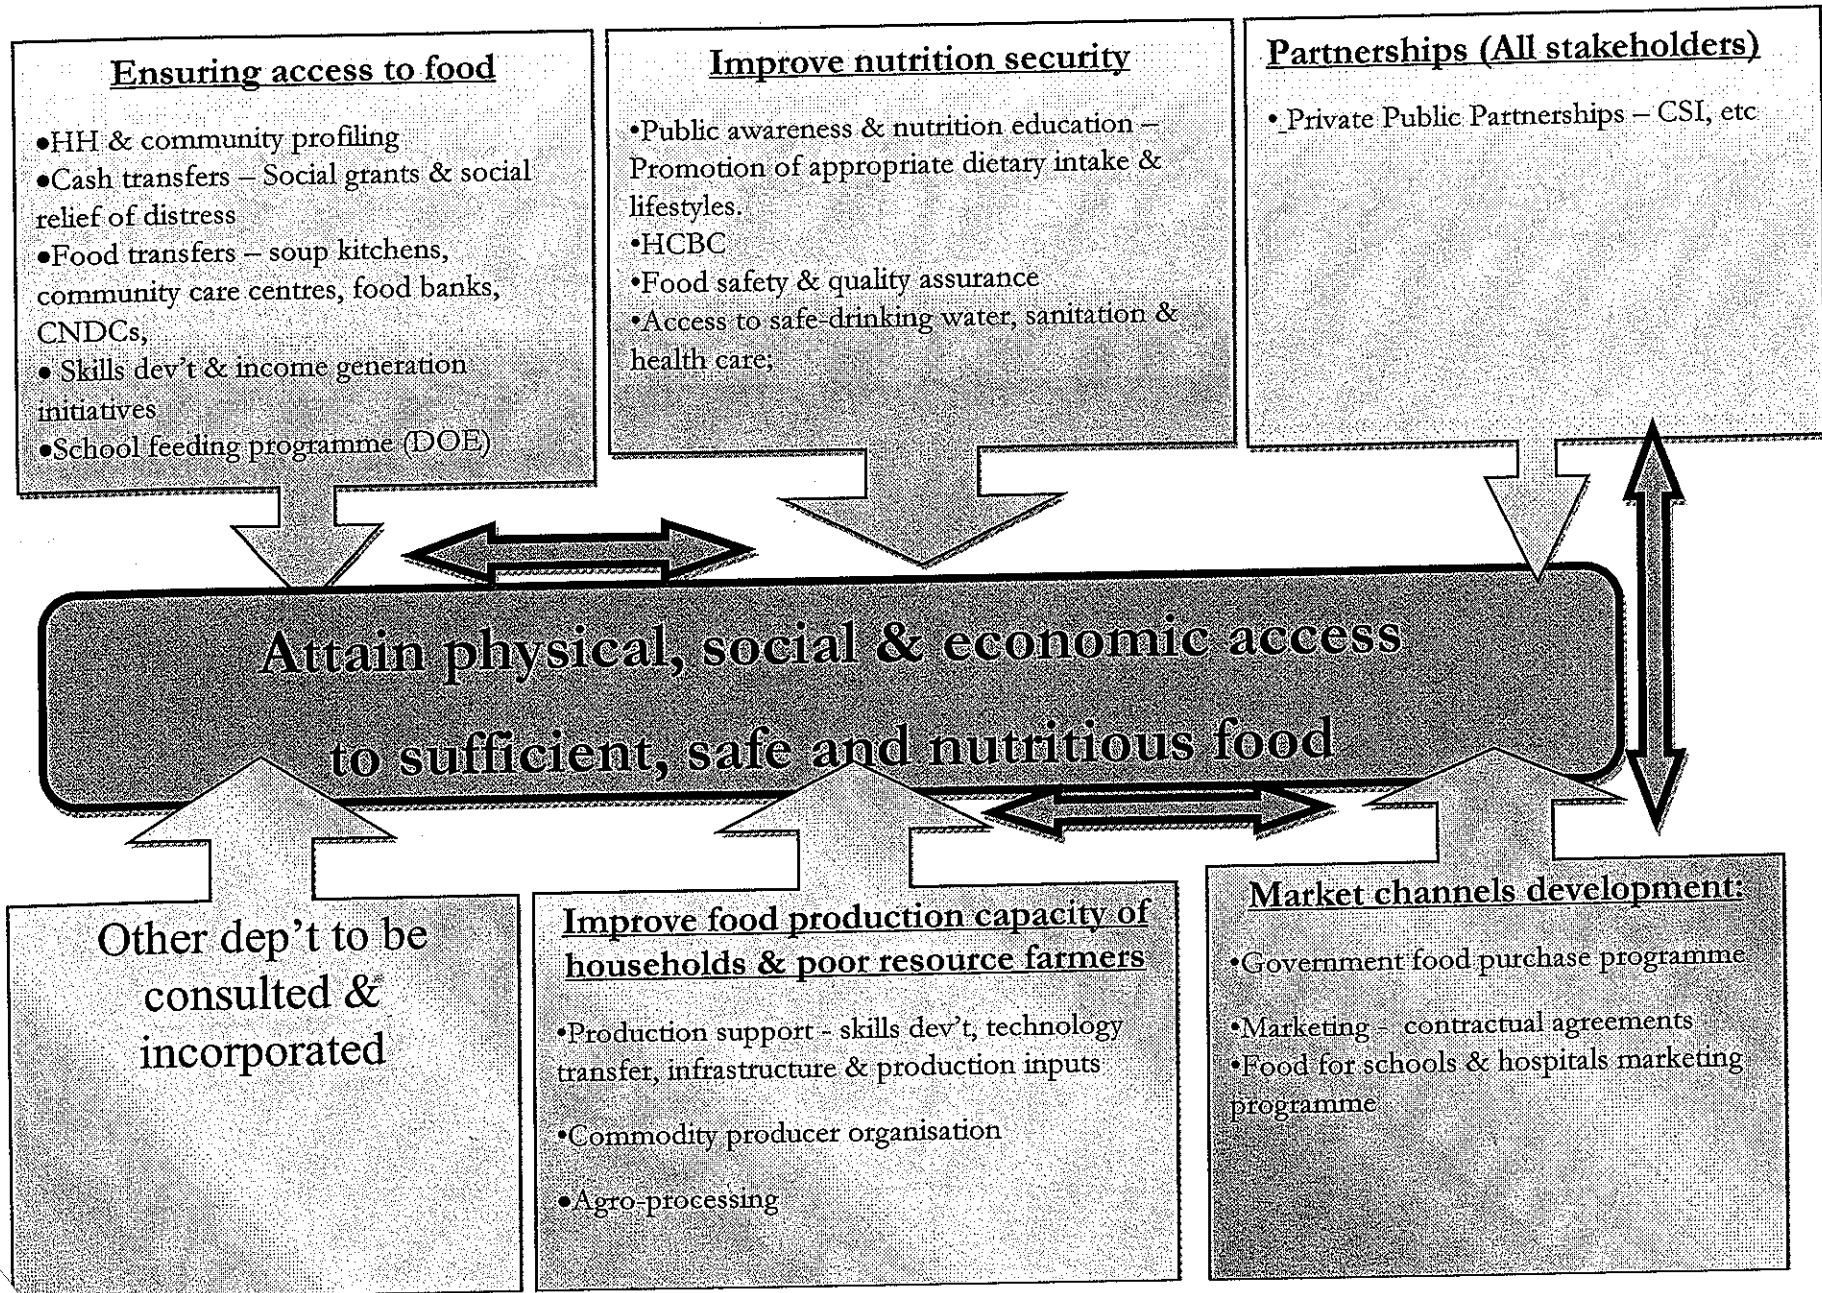 Ensuring access to food
•HH & community profiling
•Cash transfers – Social grants & social
relief of distress
•Food transfers – soup kitchens,
community care centres, food banks,
CNDCs,
• Skills dev't & income generation
initiatives
•School feeding programme (DOE)
Improve nutrition security
•Public awareness & nutrition education –
Promotion of appropriate dietary intake &
lifestyles.
•HCBC
•Food safety & quality assurance
•Access to safe-drinking water, sanitation &
health care;
Partnerships (All stakeholders)
• Private Public Partnerships – CSI, etc
Attain physical, social & economic access
to sufficient, safe and nutritious food
Other dep't to be
consulted &
incorporated
Improve food production capacity of
households & poor resource farmers
•Production support - skills dev't, technology
transfer, infrastructure & production inputs
•Commodity producer organisation
•Agro-processing
Market channels development:
•Government food purchase programme
•Marketing - contractual agreements
•Food for schools & hospitals marketing
programme